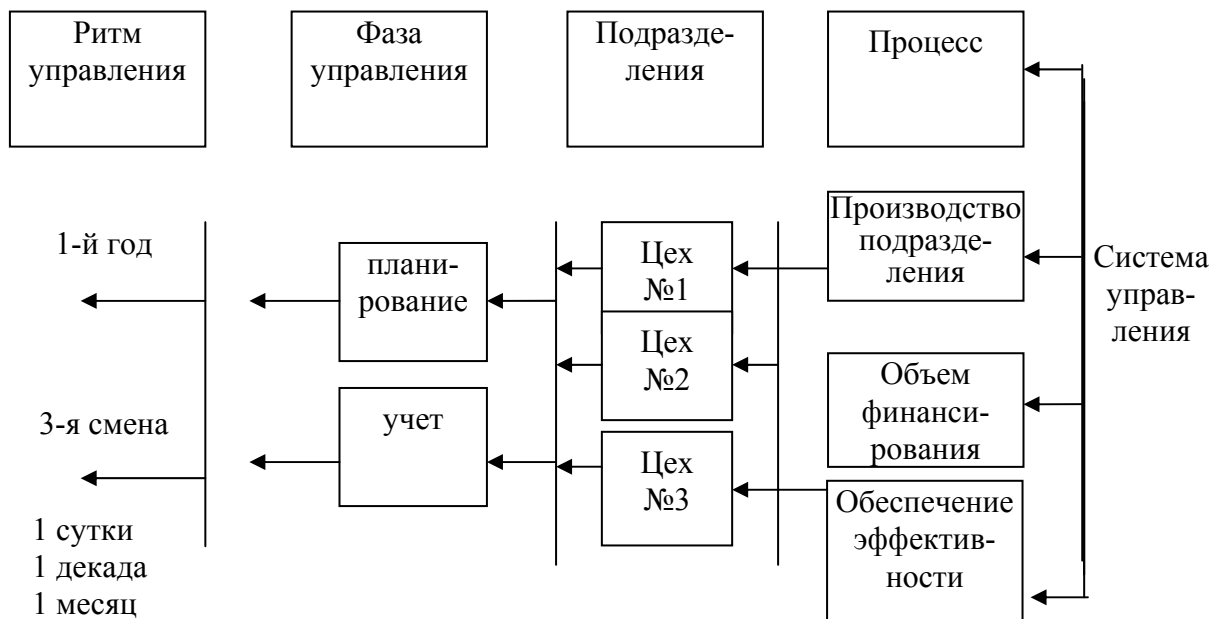 Ритм
управления
Фаза
управления
Подразде-
ления
Процесс
1-й год
3-я смена
1 сутки
1 декада
1 месяц
плани-
рование
учет
Цех
№1
Цех
№2
Цех
№3
Производство
подразде-
ления
Объем
финанси-
рования
Обеспечение
эффектив-
ности
Система
управ-
ления